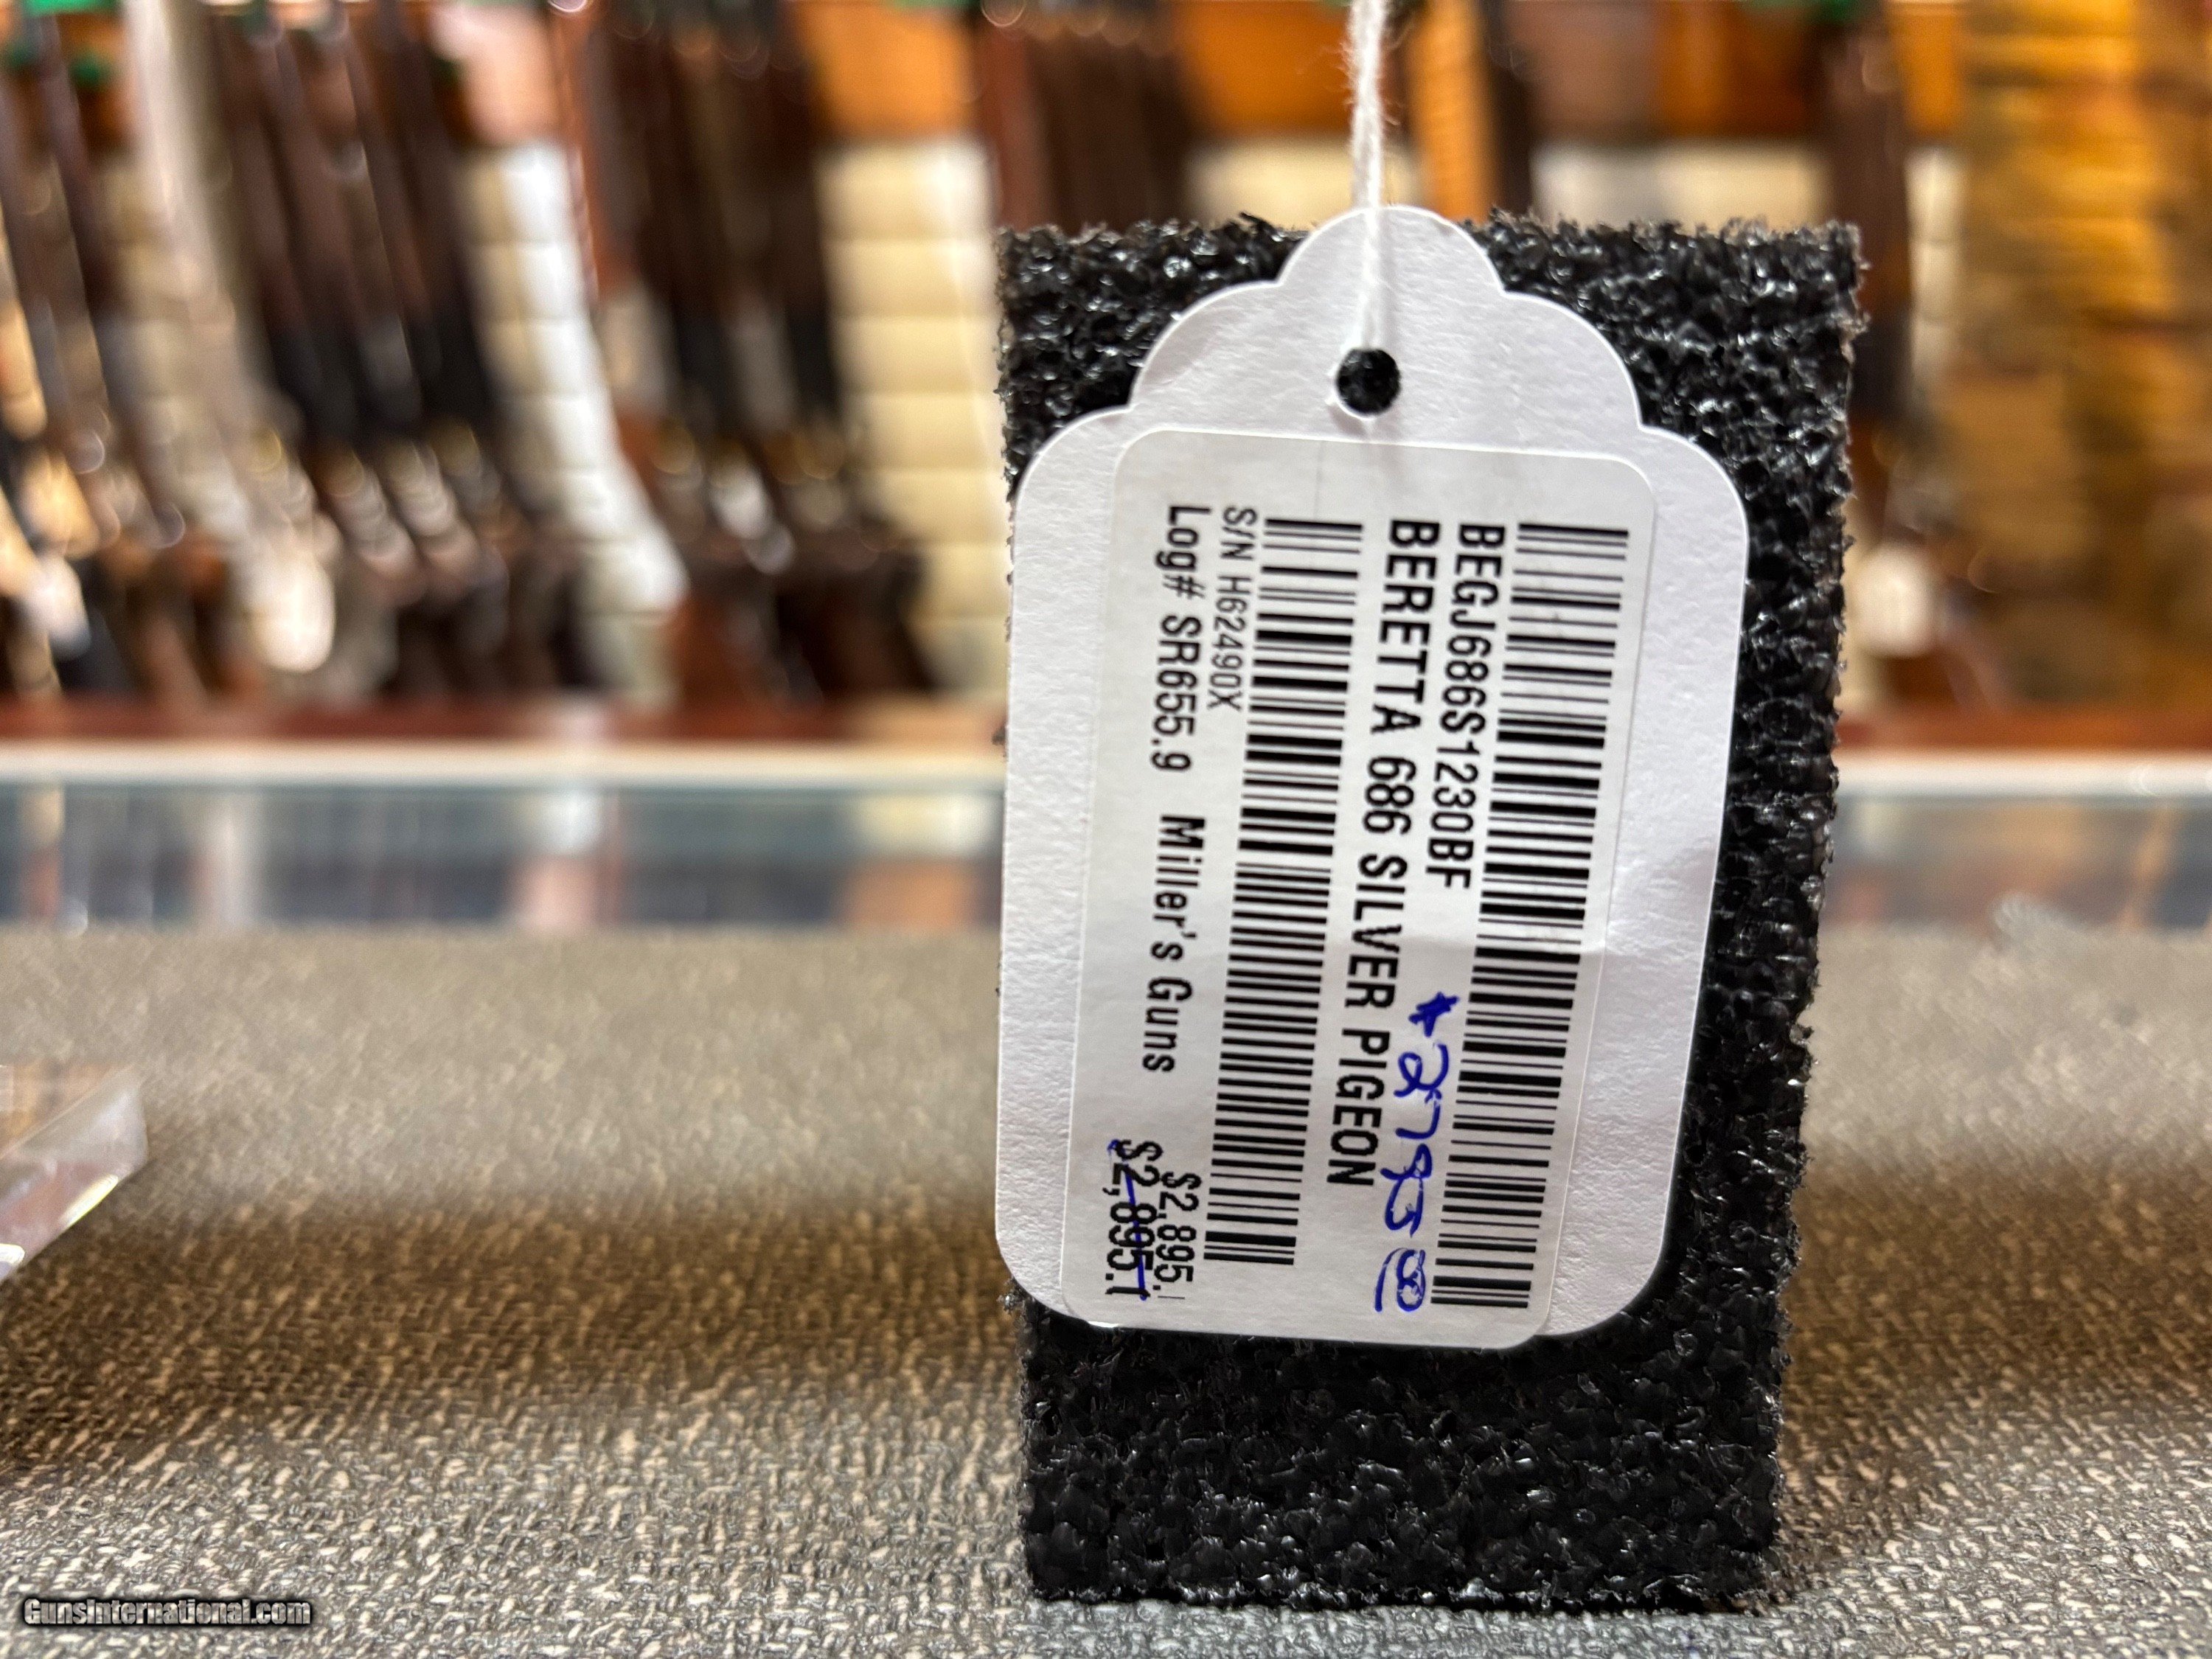 BEGJ686S1230BF
BERETTA 686 SILVER PIGEON
S/N H62490X
Log# SR655.9 Miller's Guns
$2,895.
$2,895.
GunsInternational.com